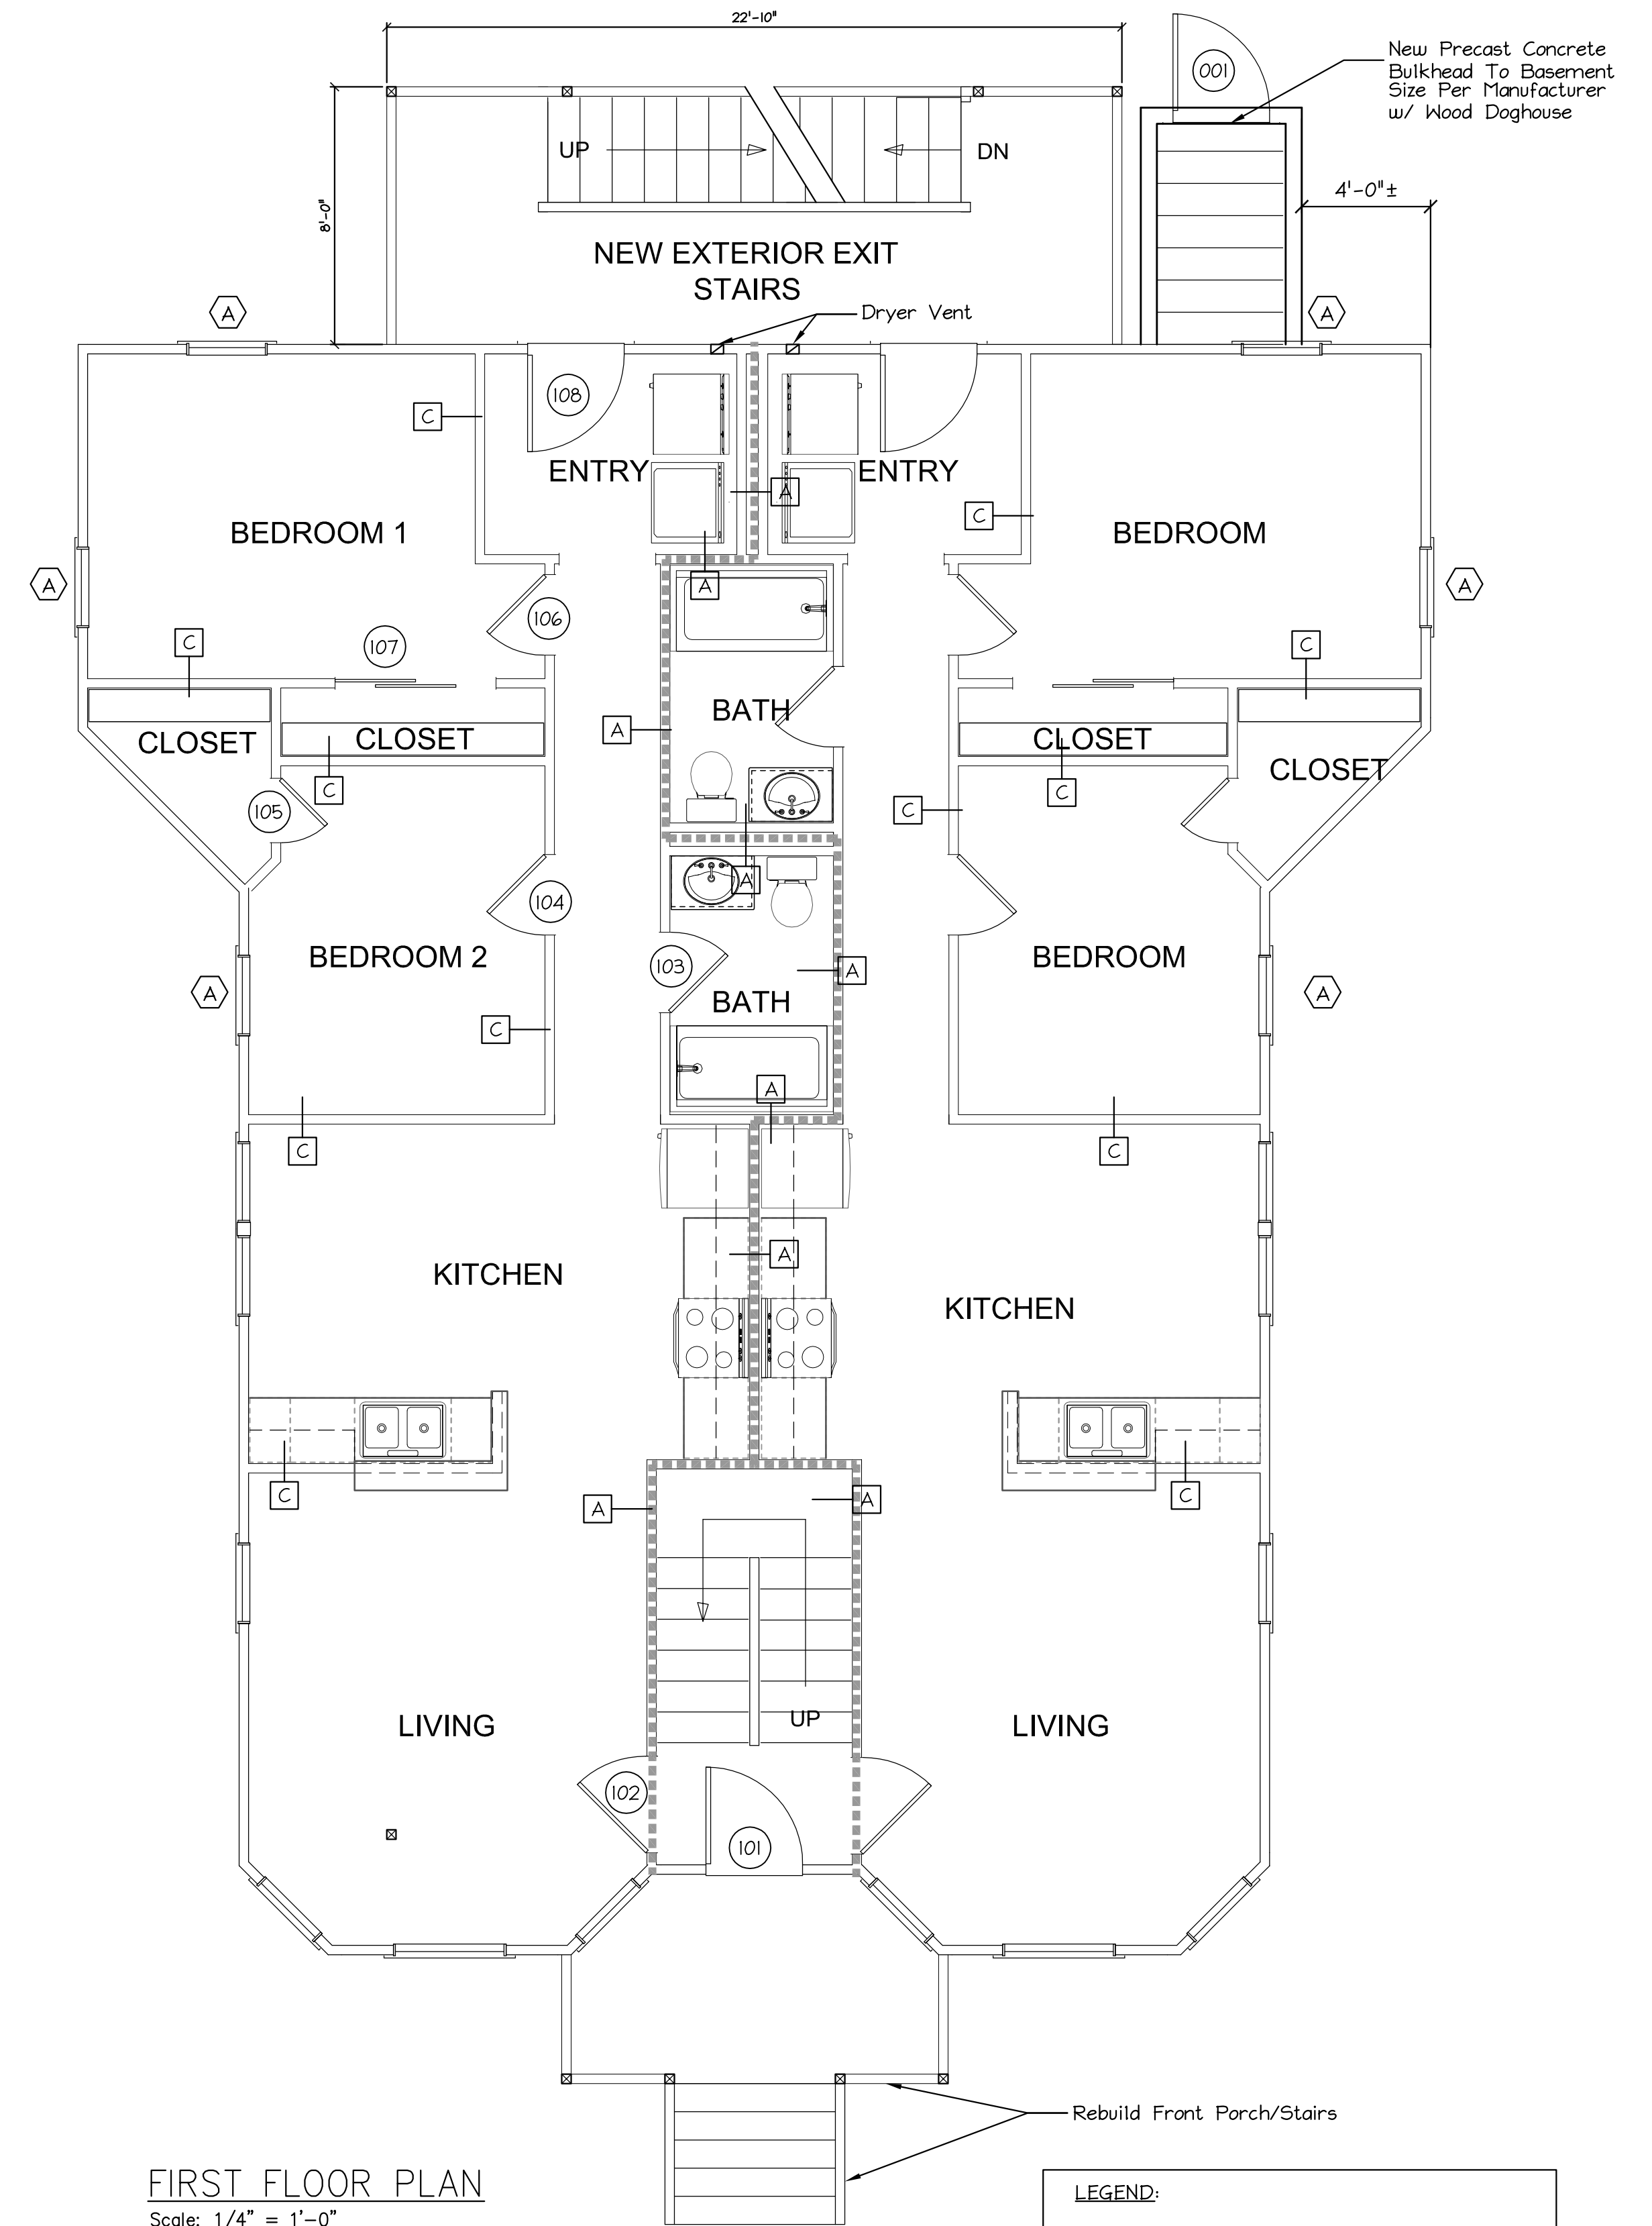 22'-10"
001
New Precast Concrete
Bulkhead To Basement
Size Per Manufacturer
w/ Wood Doghouse
UP
DN
4'-0"±
8'-0"
NEW EXTERIOR EXIT
STAIRS
A
A
Dryer Vent
108
C
ENTRY
ENTRY
A
C
BEDROOM 1
BEDROOM
A
A
A
106
107
C
C
BATH
A
CLOSET
CLOSET
CLOSET
CLOSET
C
C
105
C
A
104
BEDROOM 2
BEDROOM
103
A
A
A
BATH
C
A
C
C
A
KITCHEN
KITCHEN
C
C
A
A
LIVING
LIVING
UP
102
101
Rebuild Front Porch/Stairs
FIRST FLOOR PLAN
Scale: 1/4" = 1'-0"
LEGEND: